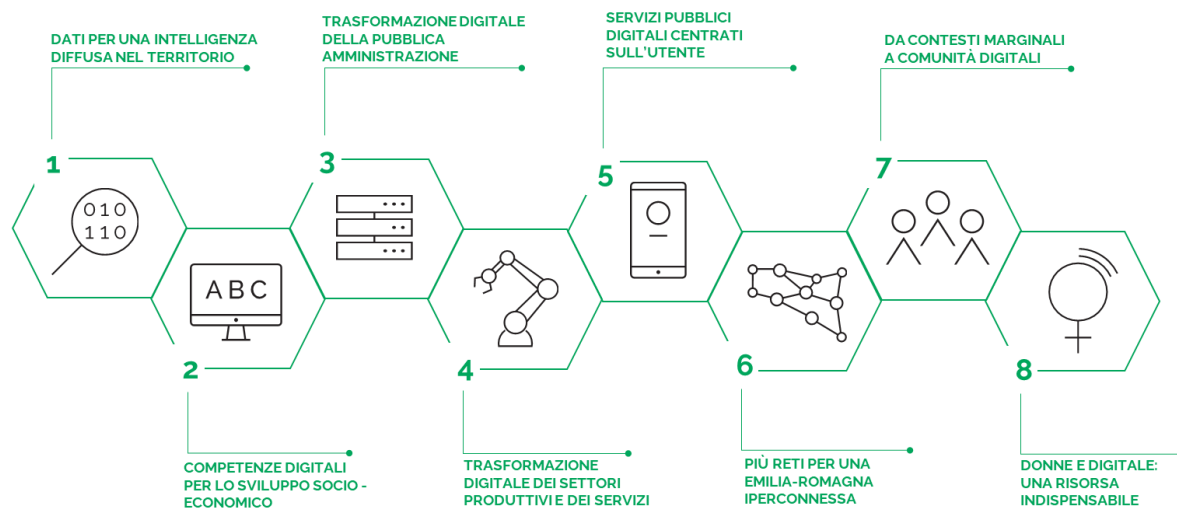 DATI PER UNA INTELLIGENZA
DIFFUSA NEL TERRITORIO
1
010
110
COMPETENZE DIGITALI
PER LO SVILUPPO SOCIO -
ECONOMICO
2
ABC
TRASFORMAZIONE DIGITALE
DELLA PUBBLICA
AMMINISTRAZIONE
3
TRASFORMAZIONE
DIGITALE DEI SETTORI
PRODUTTIVI E DEI SERVIZI
4
SERVIZI PUBBLICI
DIGITALI CENTRATI
SULL'UTENTE
5
PIÙ RETI PER UNA
EMILIA-ROMAGNA
IPERCONNESSA
6
DA CONTESTI MARGINALI
A COMUNITÀ DIGITALI
7
DONNE E DIGITALE:
UNA RISORSA
INDISPENSABILE
8